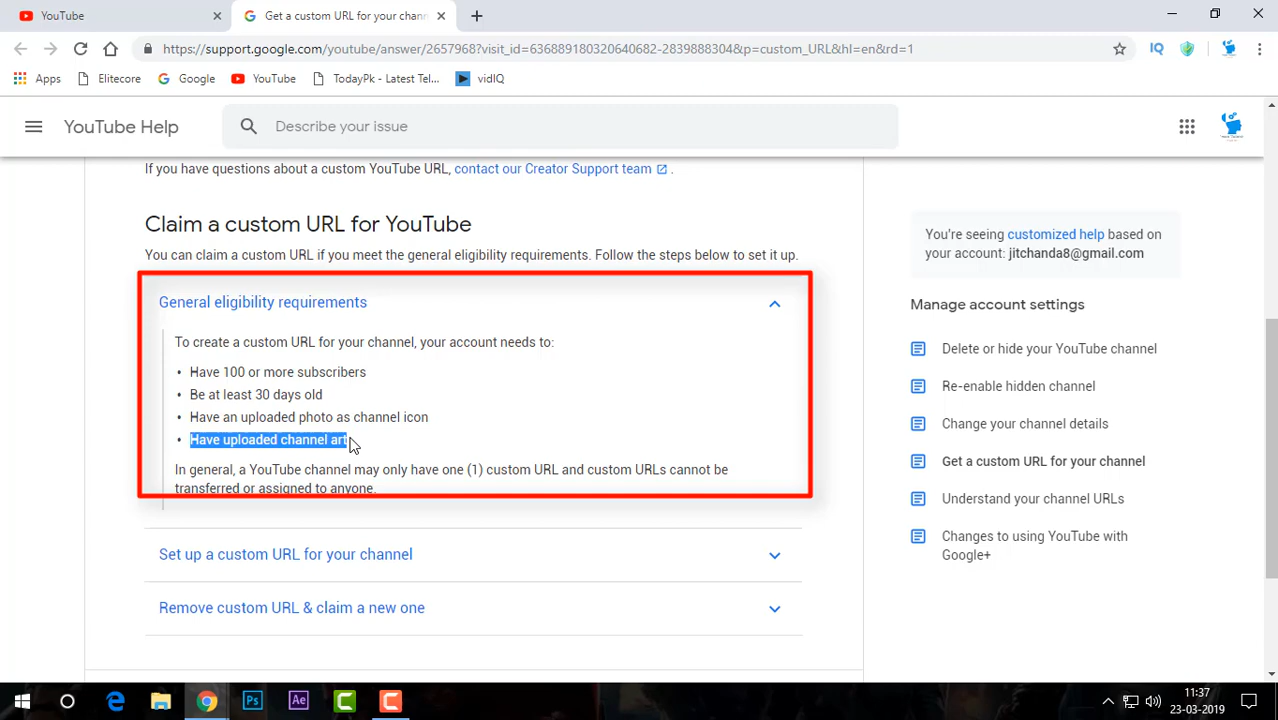 YouTube
Get a custom URL for your chann
https://support.google.com/youtube/answer/2657968?visit_id=636889180320640682-2839888304&p=custom_URL&hl=en&rd=1
IQ
Apps
Elitecore
Google
YouTube
TodayPk - Latest Tel...
vidIQ
YouTube Help
Describe your issue
If you have questions about a custom YouTube URL, contact our Creator Support team .
Claim a custom URL for YouTube
You can claim a custom URL if you meet the general eligibility requirements. Follow the steps below to set it up.
General eligibility requirements
To create a custom URL for your channel, your account needs to:
• Have 100 or more subscribers
• Be at least 30 days old
• Have an uploaded photo as channel icon
• Have uploaded channel art
In general, a YouTube channel may only have one (1) custom URL and custom URLs cannot be
transferred or assigned to anyone.
Set up a custom URL for your channel
Remove custom URL & claim a new one
You're seeing customized help based on
your account: jitchanda8@gmail.com
Manage account settings
Delete or hide your YouTube channel
Re-enable hidden channel
Change your channel details
Get a custom URL for your channel
Understand your channel URLs
Changes to using YouTube with
Google+
Ps
Ae
11:37
23-03-2019